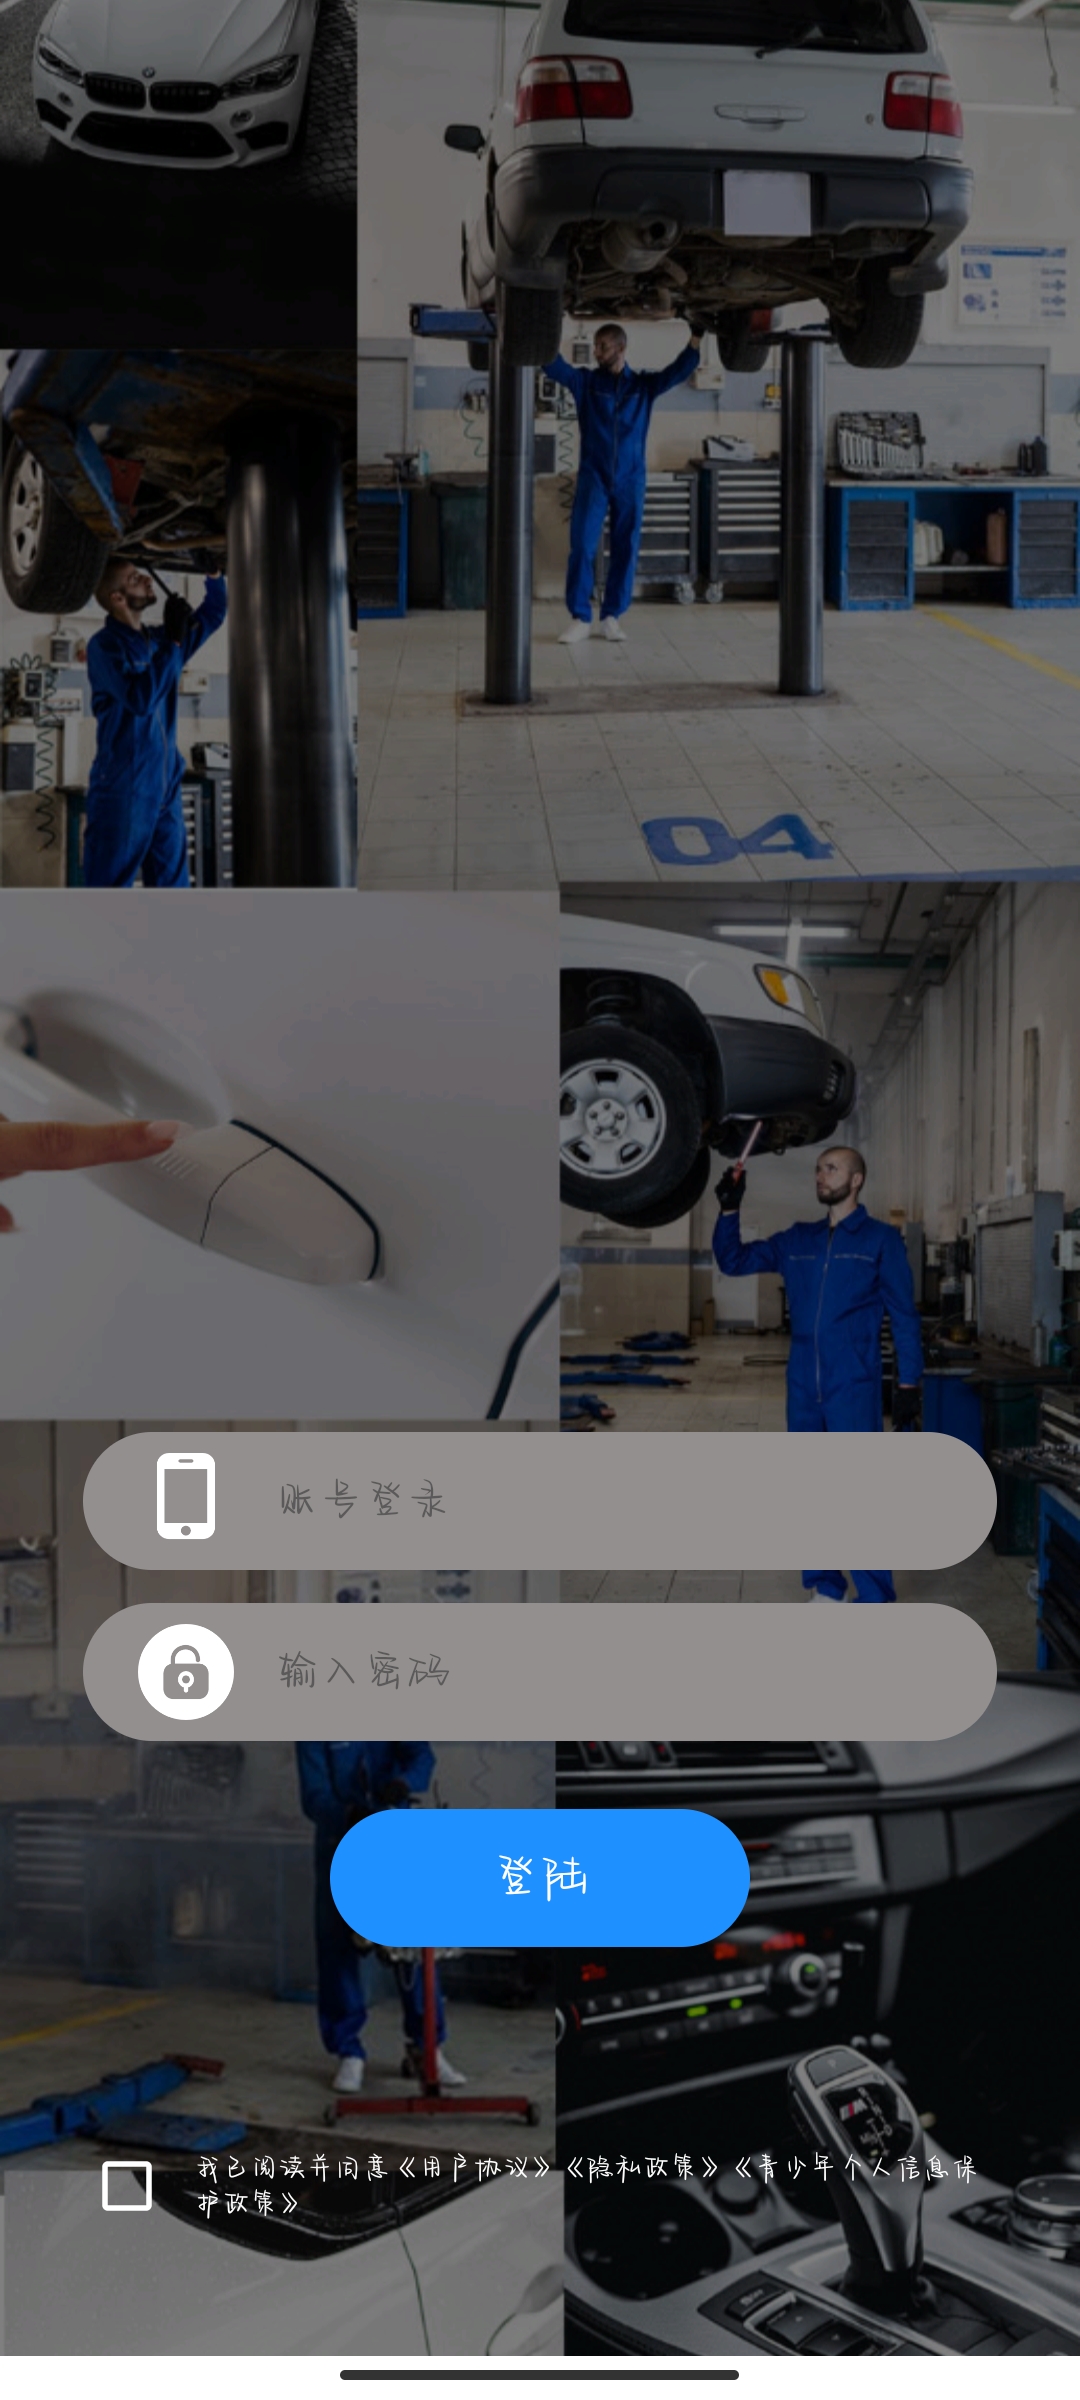 04
账号登录
输入密码
登陆
我已阅读并同意《用户协议》《隐私政策》《青少年个人信息保
护政策》